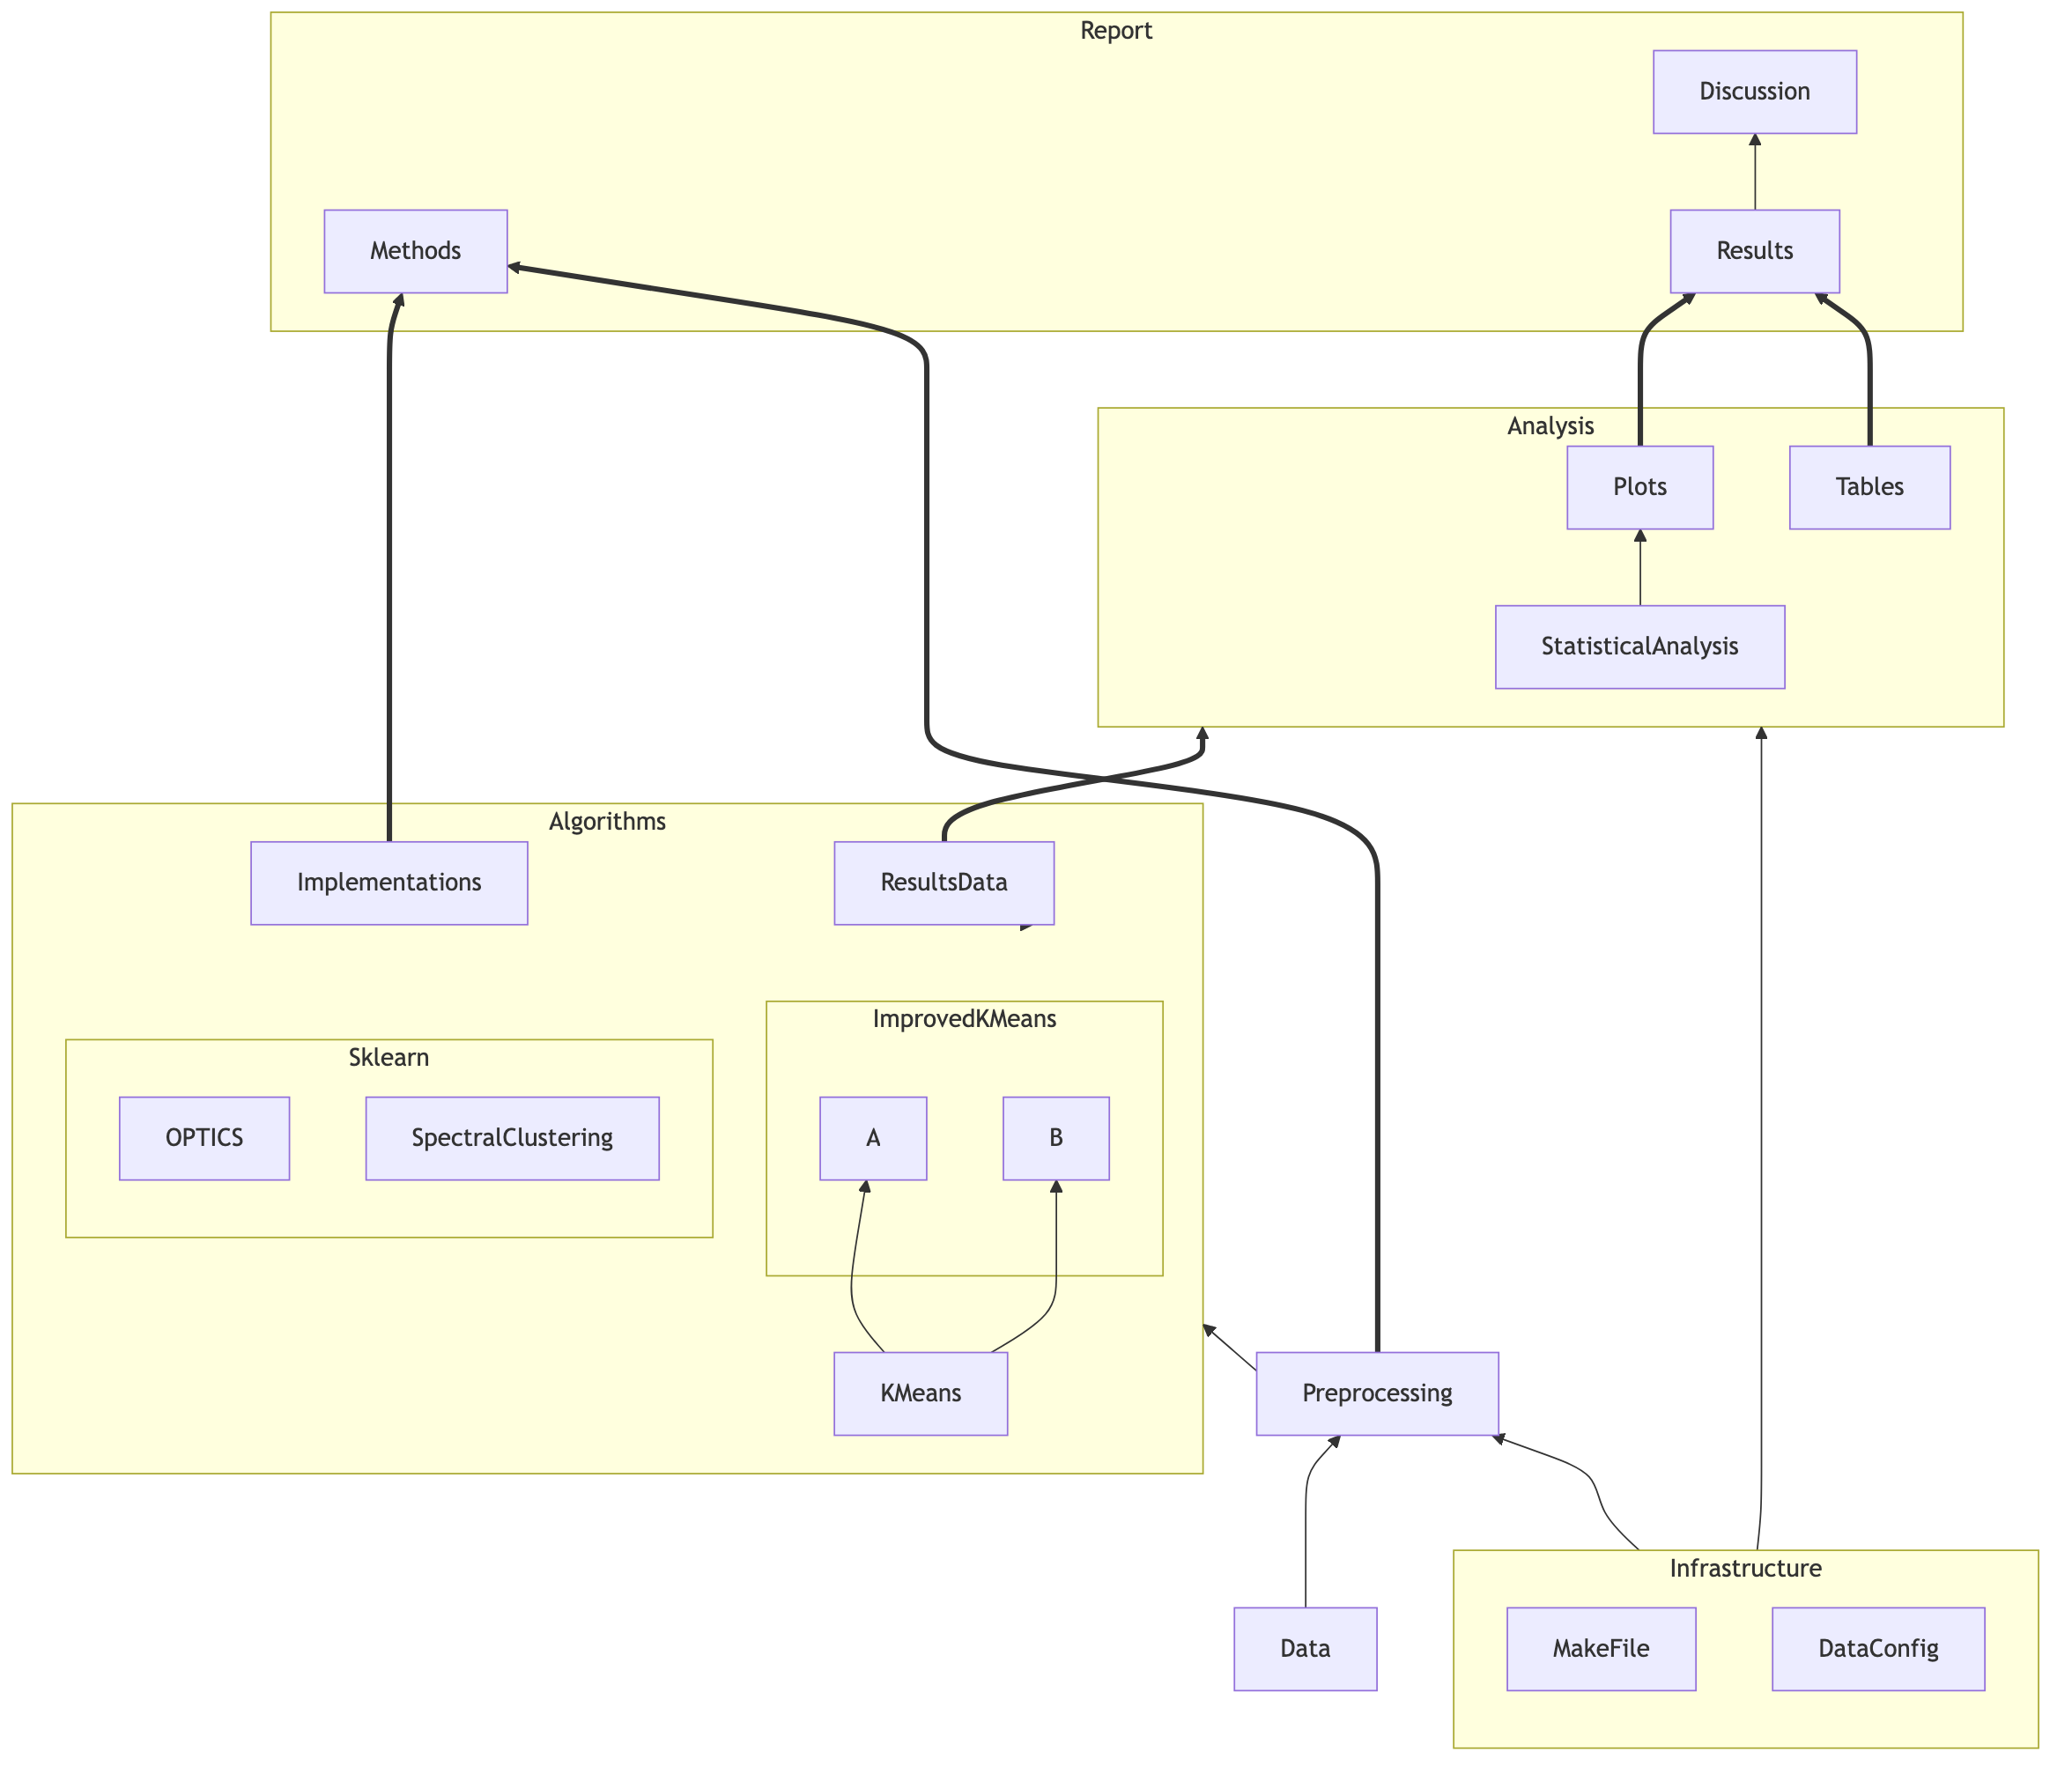 Report
Discussion
Methods
Results
Analysis
Plots
Tables
StatisticalAnalysis
Algorithms
Implementations
ResultsData
ImprovedKMeans
Sklearn
OPTICS
SpectralClustering
A
B
KMeans
Preprocessing
Infrastructure
Data
MakeFile
DataConfig